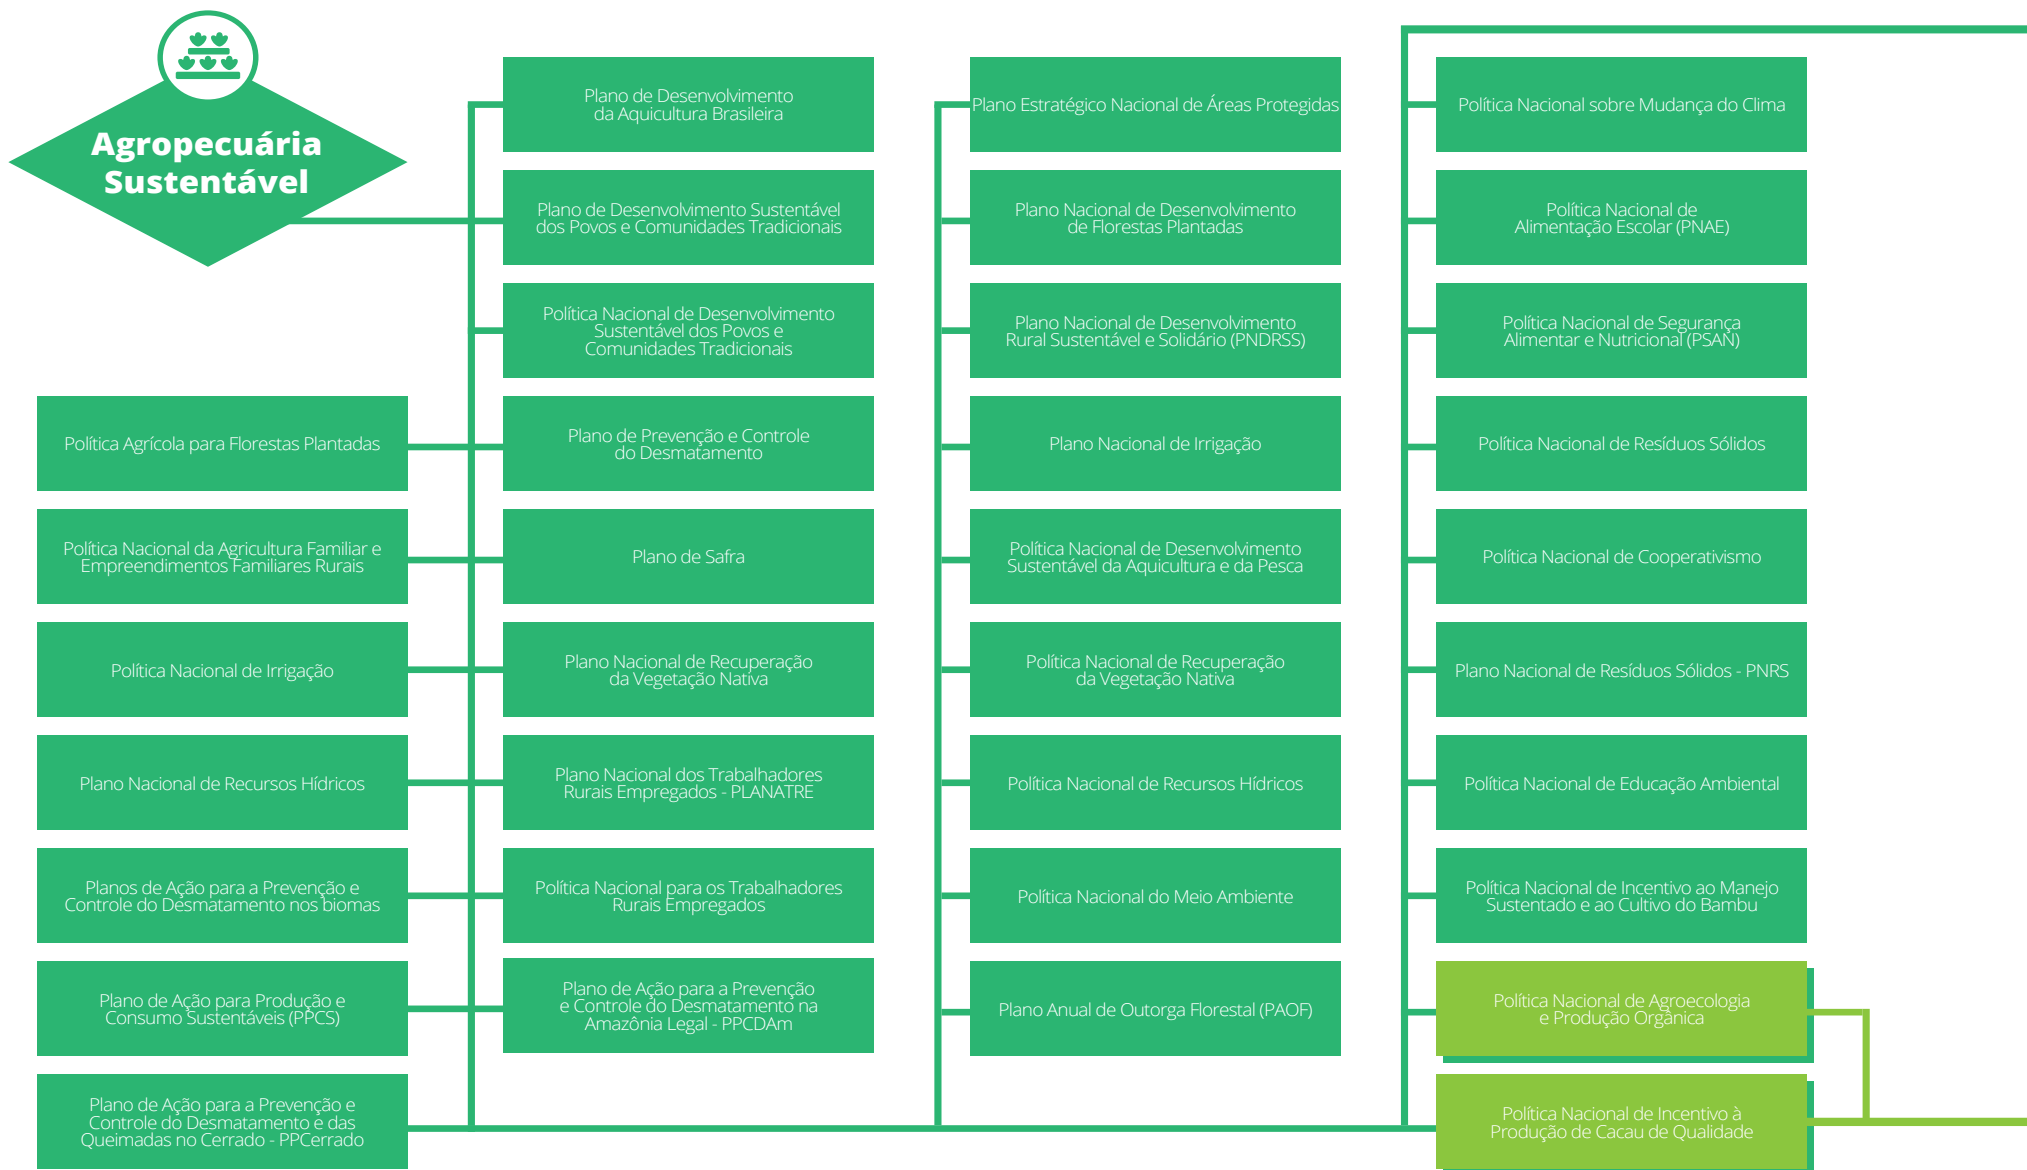 Agropecuária
Sustentável
Política Agrícola para Florestas Plantadas
Política Nacional da Agricultura Familiar e
Empreendimentos Familiares Rurais
Política Nacional de Irrigação
Plano Nacional de Recursos Hídricos
Planos de Ação para a Prevenção e
Controle do Desmatamento nos biomas
Plano de Ação para Produção e
Consumo Sustentáveis (PPCS)
Plano de Ação para a Prevenção e
Controle do Desmatamento e das
Queimadas no Cerrado - PPCerrado
Plano de Desenvolvimento
da Aquicultura Brasileira
Plano de Desenvolvimento Sustentável
dos Povos e Comunidades Tradicionais
Política Nacional de Desenvolvimento
Sustentável dos Povos e
Comunidades Tradicionais
Plano de Prevenção e Controle
do Desmatamento
Plano de Safra
Plano Nacional de Recuperação
da Vegetação Nativa
Plano Nacional dos Trabalhadores
Rurais Empregados - PLANATRE
Política Nacional para os Trabalhadores
Rurais Empregados
Plano de Ação para a Prevenção
e Controle do Desmatamento na
Amazônia Legal - PPCDAm
Plano Estratégico Nacional de Áreas Protegidas
Plano Nacional de Desenvolvimento
de Florestas Plantadas
Plano Nacional de Desenvolvimento
Rural Sustentável e Solidário (PNDRSS)
Plano Nacional de Irrigação
Política Nacional de Desenvolvimento
Sustentável da Aquicultura e da Pesca
Política Nacional de Recuperação
da Vegetação Nativa
Política Nacional de Recursos Hídricos
Política Nacional do Meio Ambiente
Plano Anual de Outorga Florestal (PAOF)
Política Nacional sobre Mudança do Clima
Política Nacional de
Alimentação Escolar (PNAE)
Política Nacional de Segurança
Alimentar e Nutricional (PSAN)
Política Nacional de Resíduos Sólidos
Política Nacional de Cooperativismo
Plano Nacional de Resíduos Sólidos - PNRS
Política Nacional de Educação Ambiental
Política Nacional de Incentivo ao Manejo
Sustentado e ao Cultivo do Bambu
Política Nacional de Agroecologia
e Produção Orgânica
Política Nacional de Incentivo à
Produção de Cacau de Qualidade